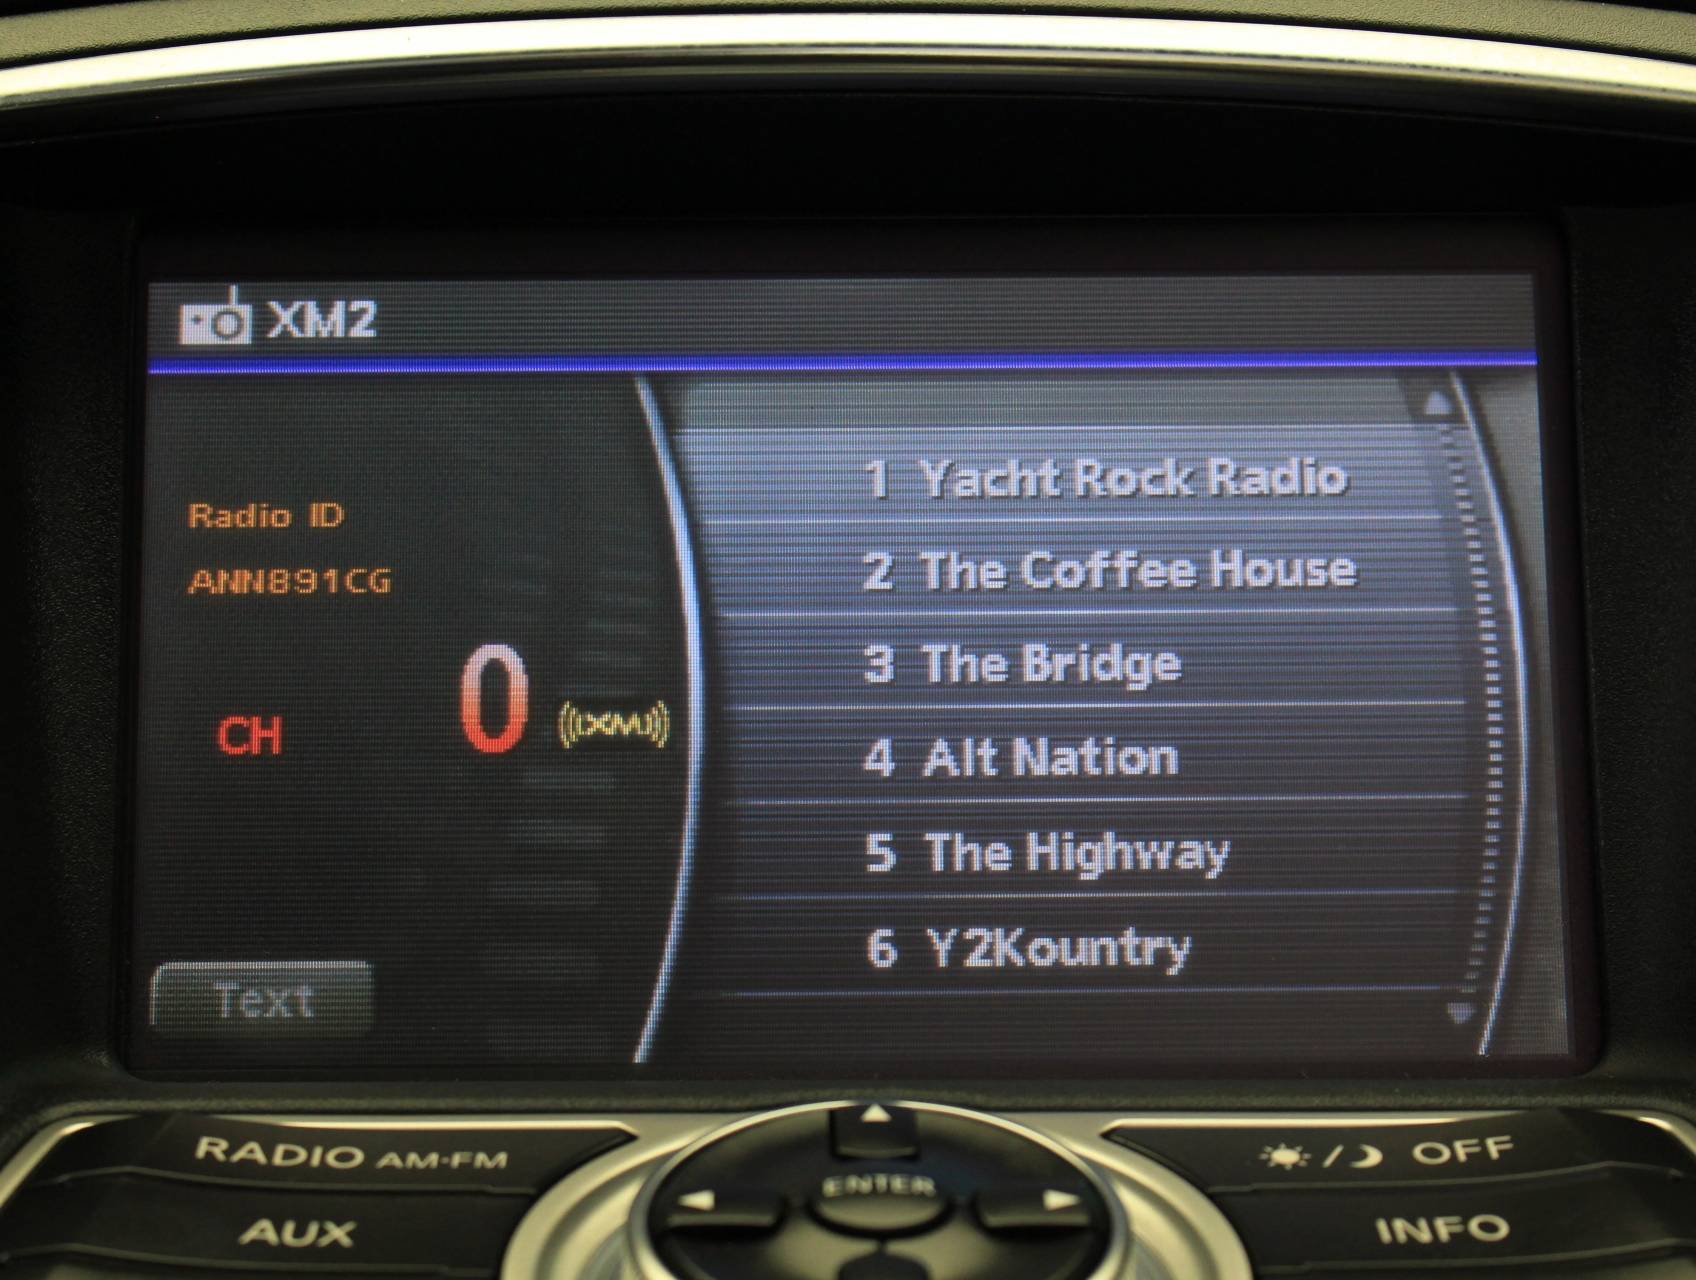 XM2
Radio ID
ANN891CG
CH 0 ((XM))
Text
1 Yacht Rock Radio
2 The Coffee House
3 The Bridge
4 Alt Nation
5 The Highway
6 Y2Kountry
RADIO AM·FM
AUX
ENTER
/ OFF
INFO